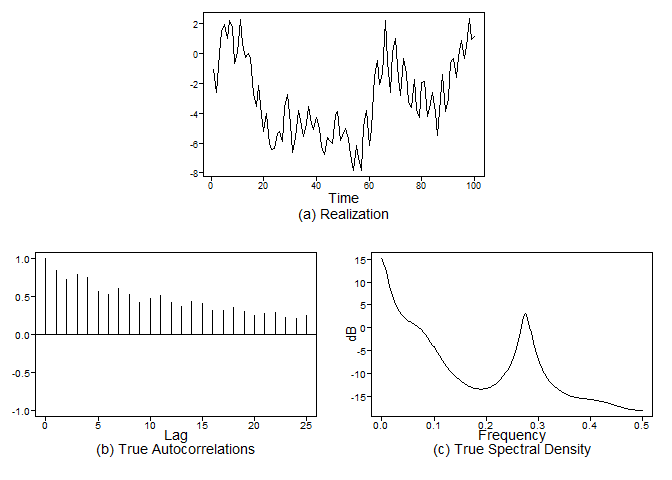 2
0
-2
-4
-6
-8
0 20 40 60 80 100
Time
(a) Realization
1.0
0.5
0.0
-0.5
-1.0
0 5 10 15 20 25
Lag
(b) True Autocorrelations
dB
15
10
5
0
-5
-10
-15
0.0 0.1 0.2 0.3 0.4 0.5
Frequency
(c) True Spectral Density